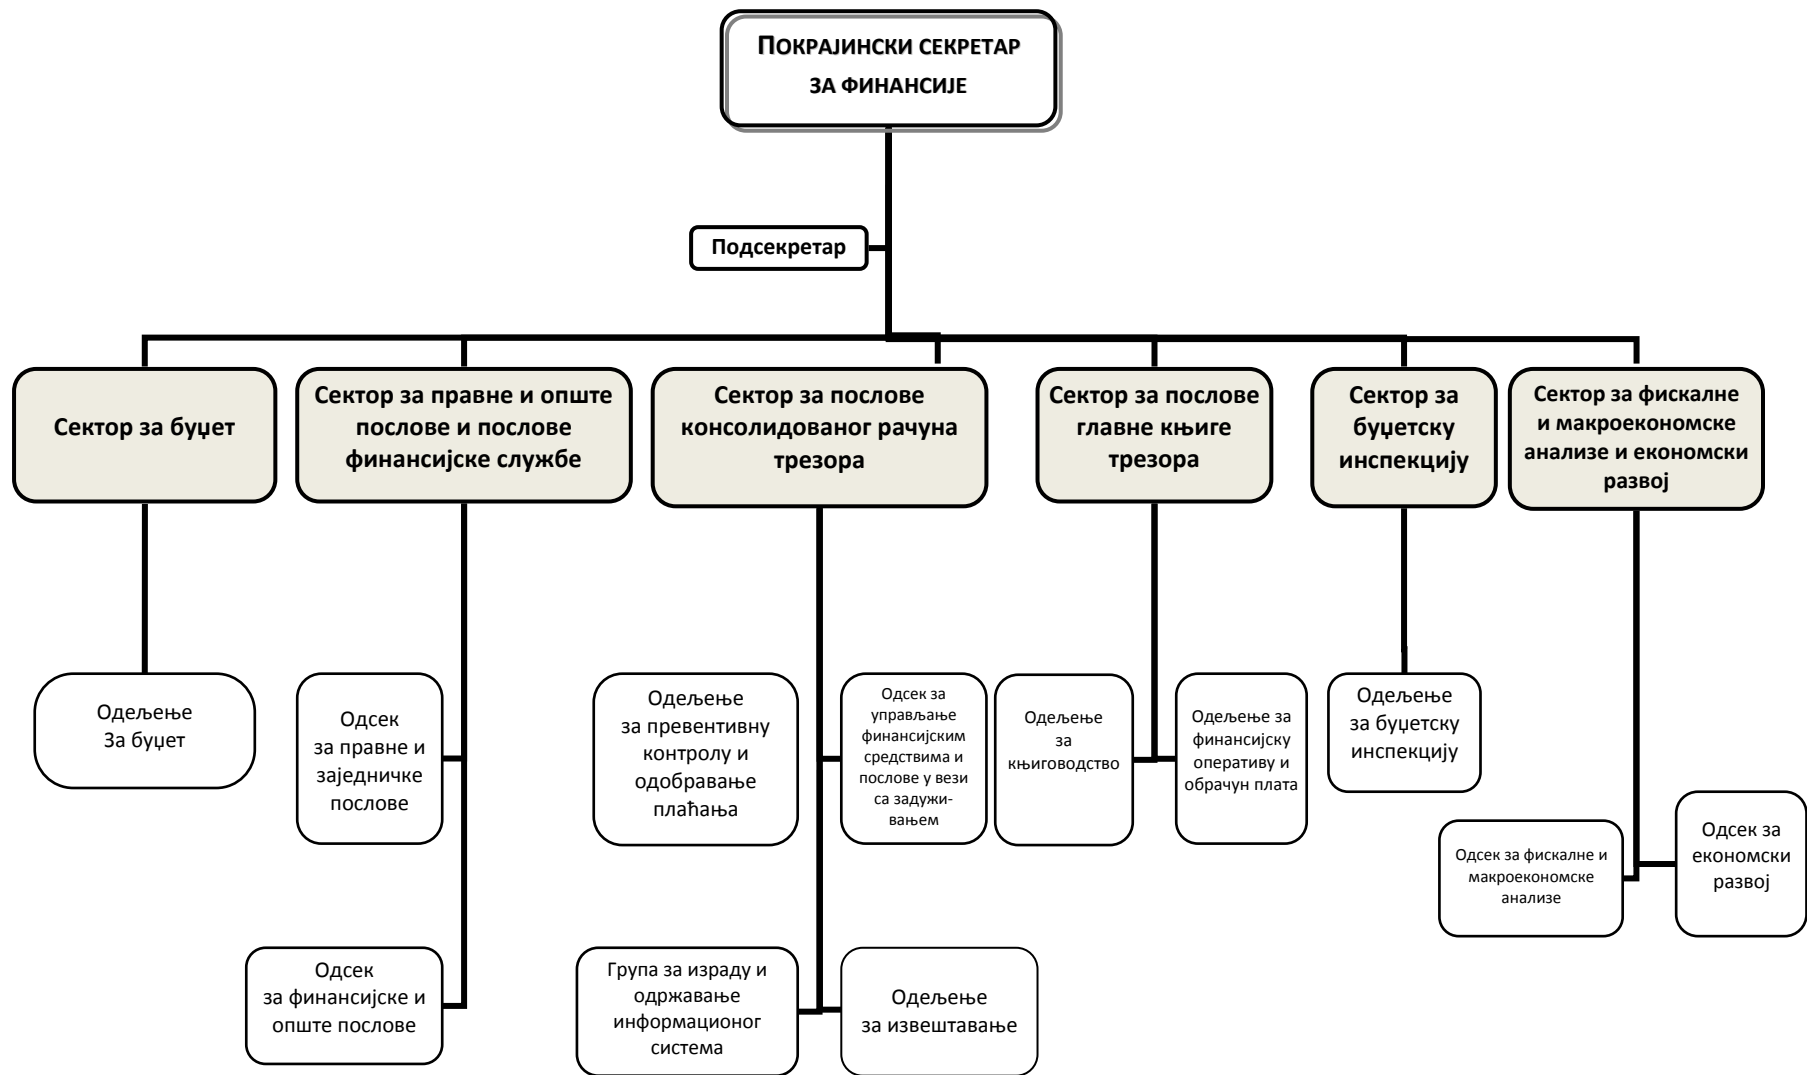 ПОКРАЈИНСКИ СЕКРЕТАР
ЗА ФИНАНСИЈЕ
Подсекретар
Сектор за буџет
Сектор за правне и опште
послове и послове
финансијске службе
Сектор за послове
консолидованог рачуна
трезора
Сектор за послове
главне књиге
трезора
Сектор за
буџетску
инспекцију
Сектор за фискалне
и макроекономске
анализе и економски
развој
Одељење
За буџет
Одсек
за правне и
заједничке
послове
Одељење
за превентивну
контролу и
одобравање
плаћања
Одсек за
управљање
финансијским
средствима и
послове у вези
са задужи-
вањем
Одељење
за
књиговодство
Одељење за
финансијску
оперативу и
обрачун плата
Одељење
за буџетску
инспекцију
Одсек за фискалне и
макроекономске
анализе
Одсек за
економски
развој
Одсек
за финансијске и
опште послове
Група за израду и
одржавање
информационог
система
Одељење
за извештавање